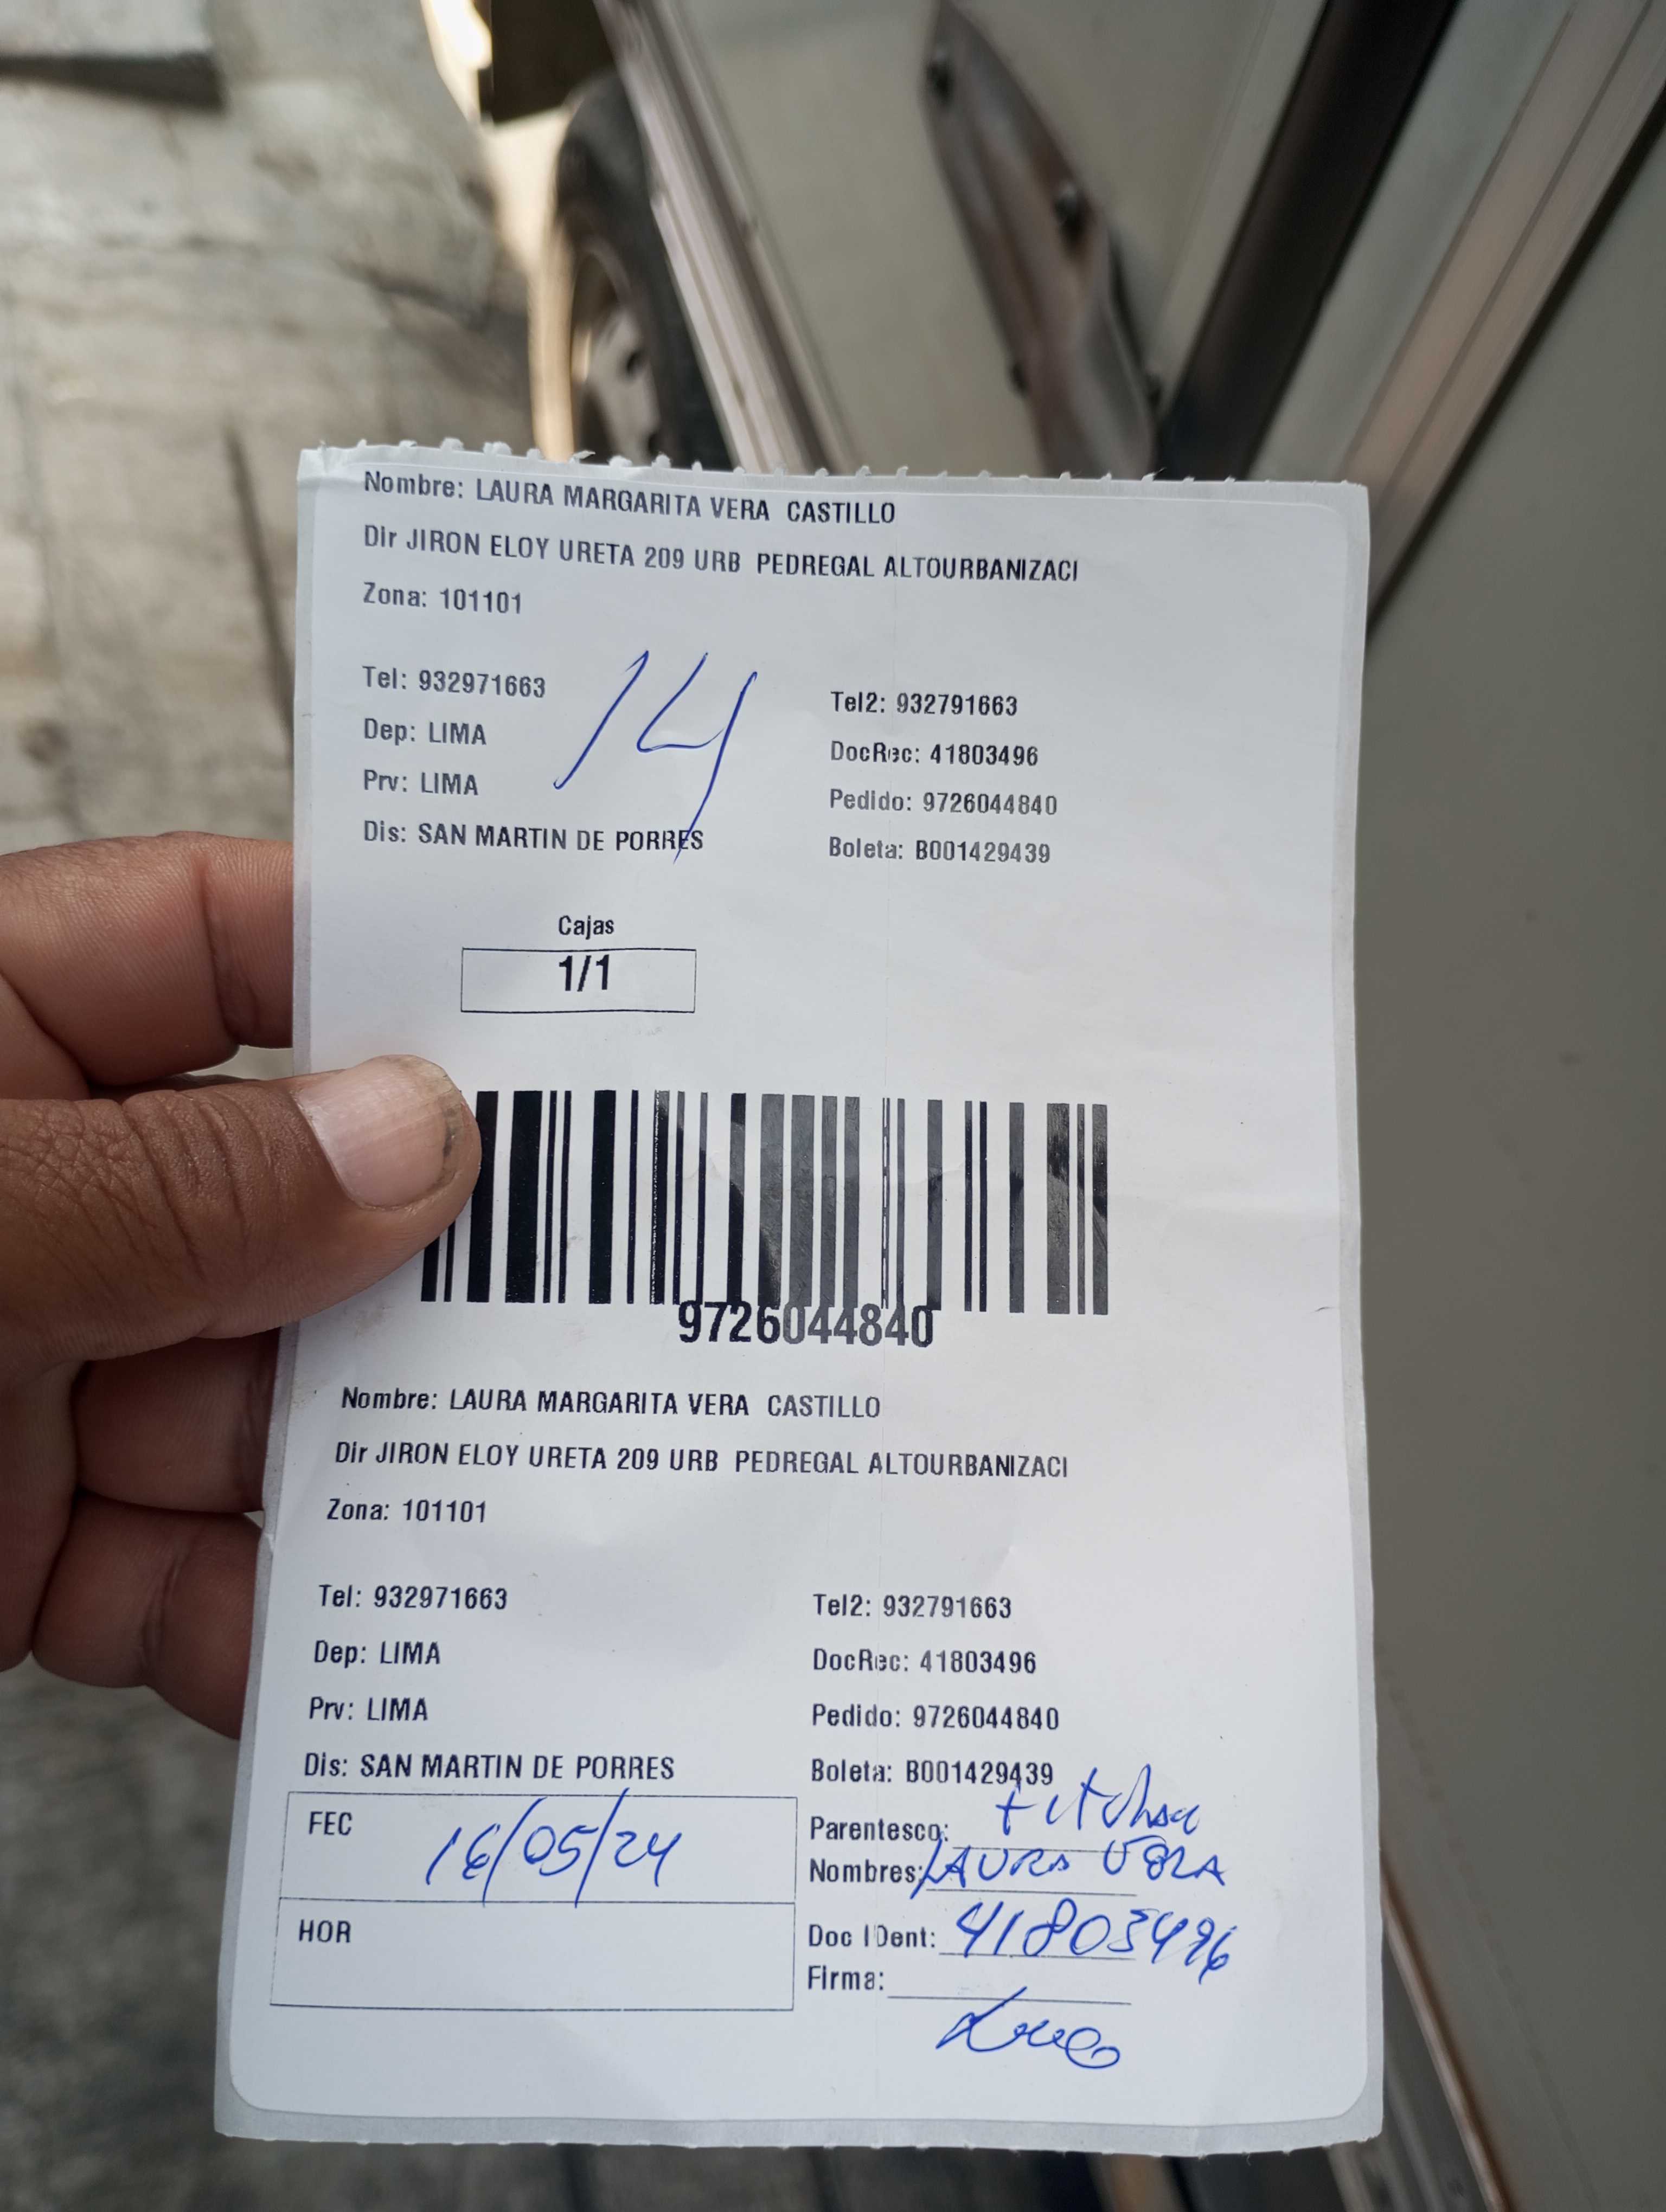 Nombre: LAURA MARGARITA VERA CASTILLO
Dir JIRON ELOY URETA 209 URB PEDREGAL ALTOURBANIZACI
Zona: 101101
14
Tel: 932971663 Tel2: 932791663
Dep: LIMA DocRec: 41803496
Prv: LIMA Pedido: 9726044840
Dis: SAN MARTIN DE PORRES Boleta: B001429439
Cajas
1/1
9726044840
Nombre: LAURA MARGARITA VERA CASTILLO
Dir JIRON ELOY URETA 209 URB PEDREGAL ALTOURBANIZACI
Zona: 101101
Tel: 932971663 Tel2: 932791663
Dep: LIMA DocRec: 41803496
Prv: LIMA Pedido: 9726044840
Dis: SAN MARTIN DE PORRES Boleta: B001429439
FEC 16/05/24
HOR
Parentesco:
Nombres: LAURA VERA
Doc IDent: 41803496
Firma: